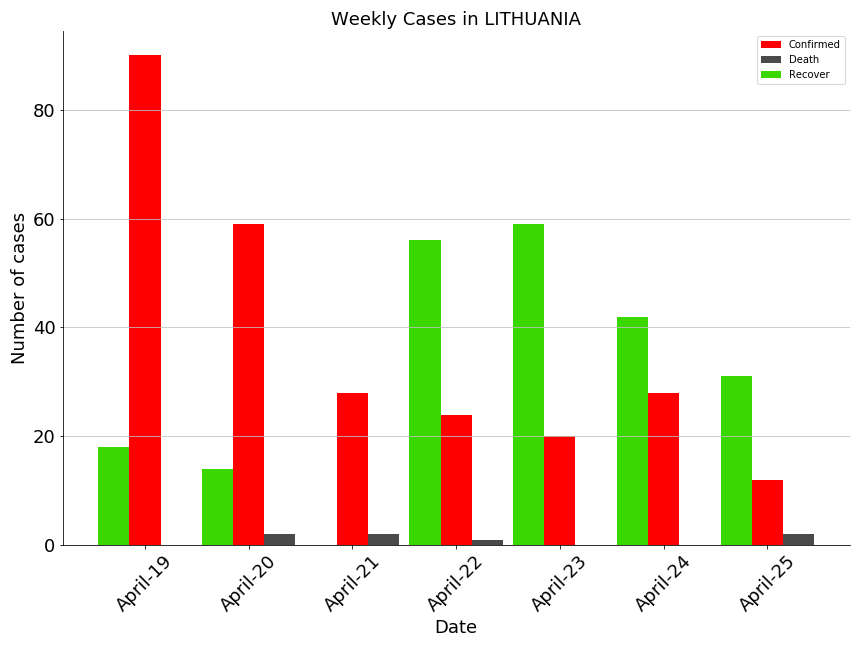 Weekly Cases in LITHUANIA
Confirmed
Death
Recover
Number of cases
80
60
40
20
0
April-19
April-20
April-21
April-22
April-23
April-24
April-25
Date